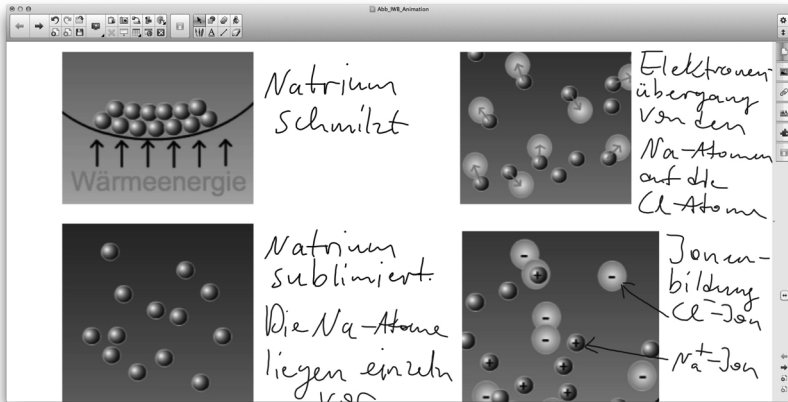 Abb_IWB_Animation
Natrium
schmilzt
Wärmeenergie
Natrium
sublimiert.
Die Na-Atome
liegen einzeln
vor
Elektronen-
übergang
von den
Na-Atomen
auf die
Cl-Atome
Ionen-
bildung
Cl⁻-Ion
Na⁺-Ion